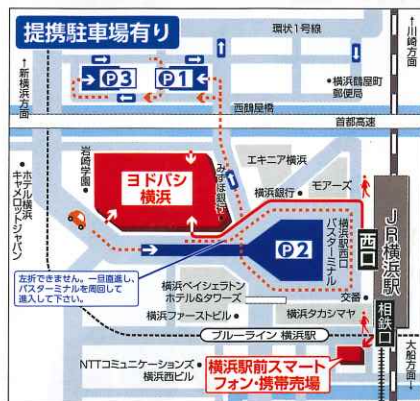 提携駐車場有り
環状1号線
↑川崎方面
↑新横浜方面
P3
P1
横浜鶴屋町
郵便局
西鶴屋橋
首都高速
岩崎学園
ヨドバシ
横浜
みずほ銀行
エキニア横浜
モアーズ
横浜銀行
ホテル横浜
キャメロットジャパン
西口
JR横浜駅
P2
横浜駅西口
バスターミナル
左折できません。一旦直進し、
バスターミナルを周回して
進入して下さい。
横浜ベイシェラトン
ホテル&タワーズ
交番
横浜ファーストビル
横浜タカシマヤ
相鉄口
ブルーライン 横浜駅
NTTコミュニケーションズ
横浜西ビル
横浜駅前スマート
フォン・携帯売場
大船方面↓